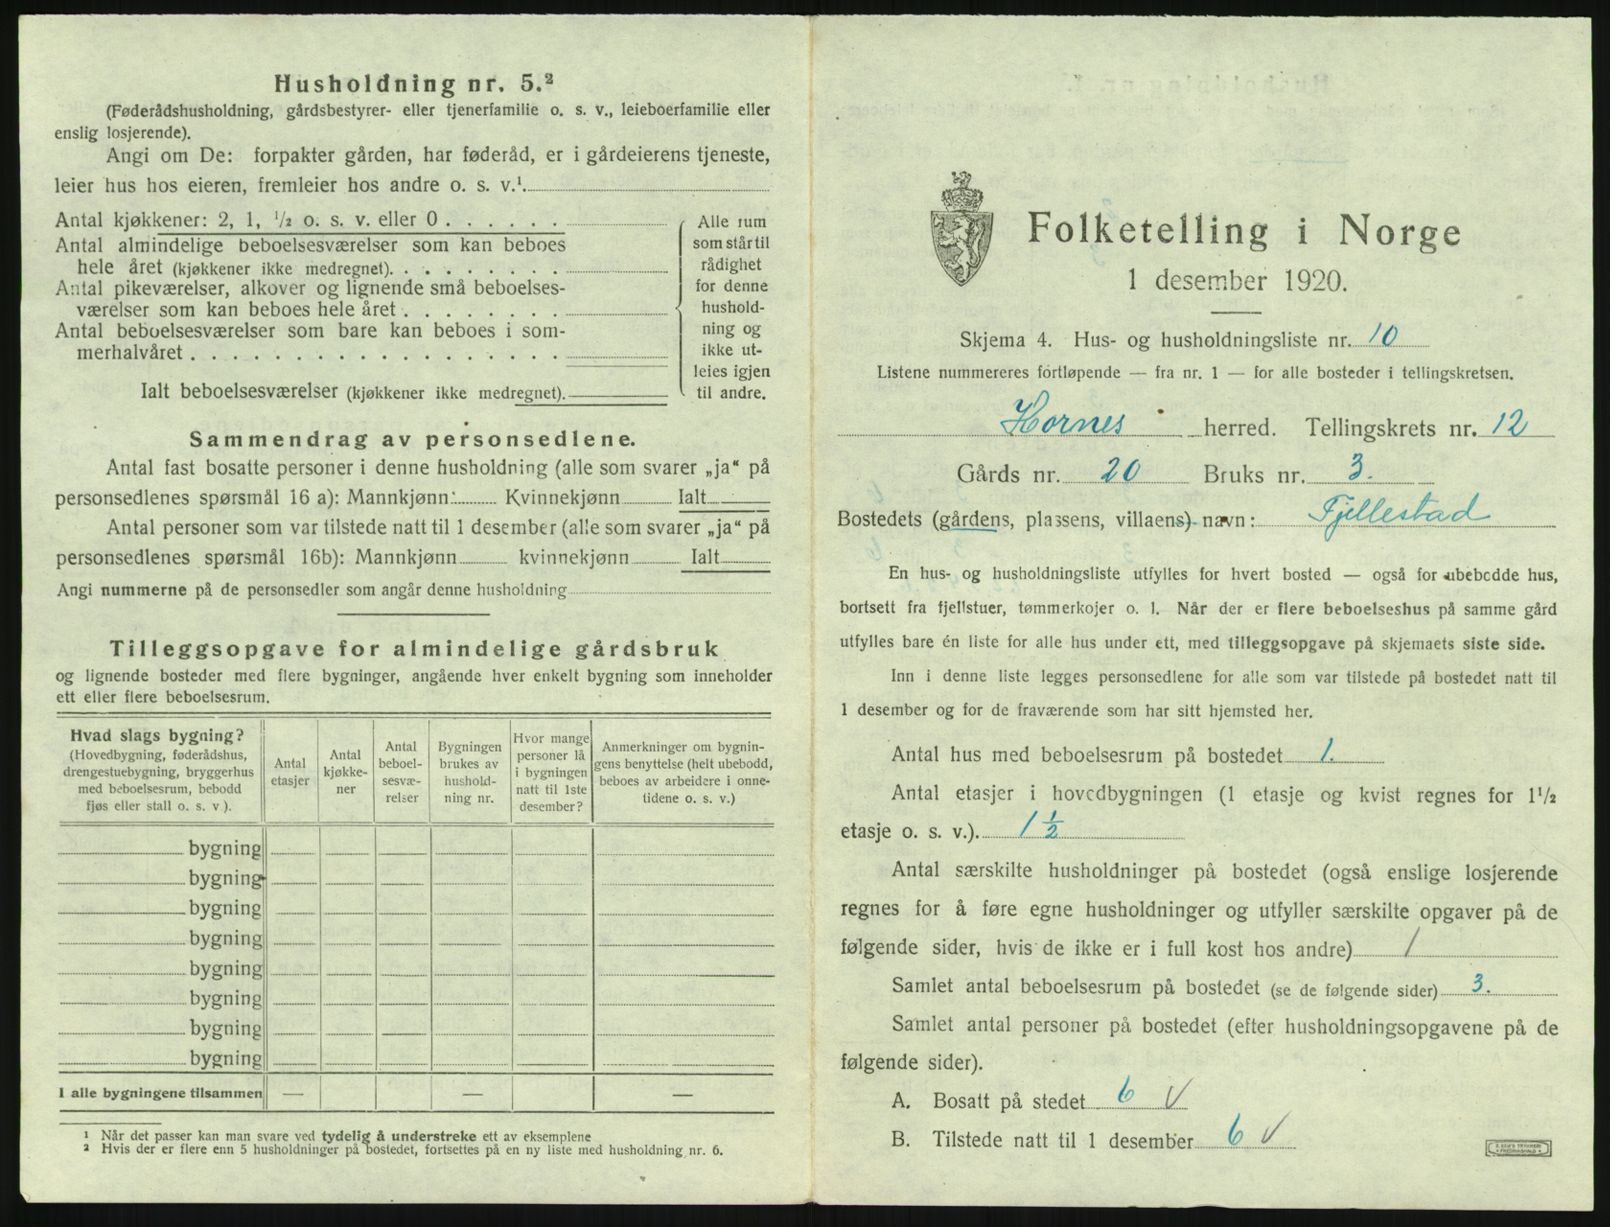 Husholdning nr. 5.²
(Føderådshusholdning, gårdsbestyrer- eller tjenerfamilie o. s. v., leieboerfamilie eller
enslig losjerende).
Angi om De: forpakter gården, har føderåd, er i gårdeierens tjeneste,
leier hus hos eieren, fremleier hos andre o. s. v.¹.
Antal kjøkkener: 2, 1, ½ o. s. v. eller 0 . . . . . .
Antal almindelige beboelsesværelser som kan beboes
hele året (kjøkkener ikke medregnet). . . . . . . . .
Antal pikeværelser, alkover og lignende små beboelses-
værelser som kan beboes hele året . . . . . . . .
Antal beboelsesværelser som bare kan beboes i som-
merhalvåret . . . . . . . . . . . . . . . . . .
Ialt beboelsesværelser (kjøkkener ikke medregnet).
Alle rum
som står til
rådighet
for denne
hushold-
ning og
ikke ut-
leies igjen
til andre.
Sammendrag av personsedlene.
Antal fast bosatte personer i denne husholdning (alle som svarer „ja“ på
personsedlenes spørsmål 16 a): Mannkjønn: Kvinnekjønn Ialt
Antal personer som var tilstede natt til 1 desember (alle som svarer „ja“ på
personsedlenes spørsmål 16b): Mannkjønn kvinnekjønn Ialt
Angi nummerne på de personsedler som angår denne husholdning
Tilleggsopgave for almindelige gårdsbruk
og lignende bosteder med flere bygninger, angående hver enkelt bygning som inneholder
ett eller flere beboelsesrum.
Hvad slags bygning?
(Hovedbygning, føderådshus,
drengestuebygning, bryggerhus
med beboelsesrum, bebodd
fjøs eller stall o. s. v ).
Antal
etasjer
Antal
kjøkke-
ner
Antal
beboel-
sesvæ-
relser
Bygningen
brukes av
hushold-
ning nr.
Hvor mange
personer lå
i bygningen
natt til 1ste
desember?
Anmerkninger om bygnin-
gens benyttelse (helt ubebodd,
beboes av arbeidere i onne-
tidene o. s. v.)
bygning
bygning
bygning
bygning
bygning
bygning
bygning
bygning
I alle bygningene tilsammen — — —
¹ Når det passer kan man svare ved tydelig å understreke ett av eksemplene
² Hvis der er flere enn 5 husholdninger på bostedet, fortsettes på en ny liste med husholdning nr. 6.
Folketelling i Norge
1 desember 1920.
Skjema 4. Hus- og husholdningsliste nr. 10
Listene nummereres fortløpende — fra nr. 1 — for alle bosteder i tellingskretsen.
Hornes herred. Tellingskrets nr. 12
Gårds nr. 20 Bruks nr. 3.
Bostedets (gårdens, plassens, villaens) navn: Fjellestad
En hus- og husholdningsliste utfylles for hvert bosted — også for ubebodde hus,
bortsett fra fjellstuer, tømmerkojer o. l. Når der er flere beboelseshus på samme gård
utfylles bare én liste for alle hus under ett, med tilleggsopgave på skjemaets siste side.
Inn i denne liste legges personsedlene for alle som var tilstede på bostedet natt til
1 desember og for de fraværende som har sitt hjemsted her.
Antal hus med beboelsesrum på bostedet 1.
Antal etasjer i hovedbygningen (1 etasje og kvist regnes for 1½
etasje o. s. v.). 1 ½
Antal særskilte husholdninger på bostedet (også enslige losjerende
regnes for å føre egne husholdninger og utfyller særskilte opgaver på de
følgende sider, hvis de ikke er i full kost hos andre) 1
Samlet antal beboelsesrum på bostedet (se de følgende sider) 3.
Samlet antal personer på bostedet (efter husholdningsopgavene på de
følgende sider).
A. Bosatt på stedet 6 V
B. Tilstede natt til 1 desember 6 V